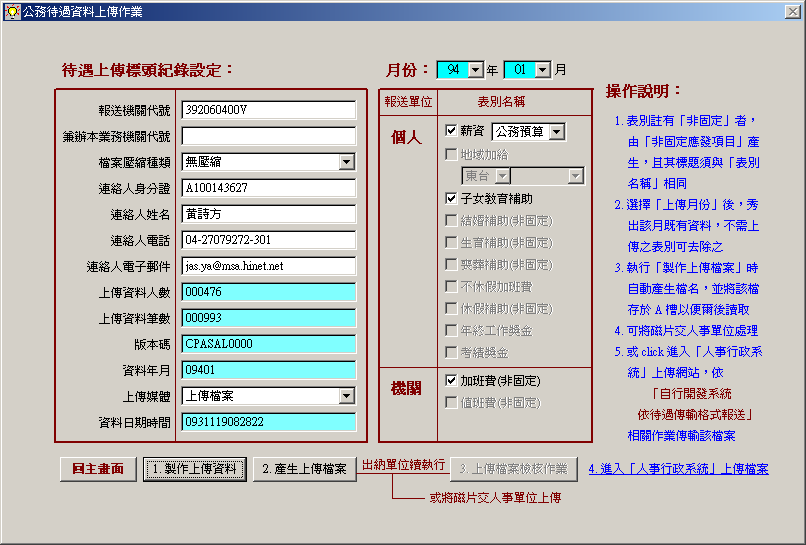 公務待遇資料上傳作業
待遇上傳標頭紀錄設定：
報送機關代號 392060400V
兼辦本業務機關代號
檔案壓縮種類 無壓縮
連絡人身分證 A100143627
連絡人姓名 黃詩方
連絡人電話 04-27079272-301
連絡人電子郵件 jas.ya@msa.hinet.net
上傳資料人數 000476
上傳資料筆數 000993
版本碼 CPASAL0000
資料年月 09401
上傳媒體 上傳檔案
資料日期時間 0931119082822
月份： 94 年 01 月
報送單位 表別名稱
個人
薪資 公務預算
地域加給
東台
子女教育補助
結婚補助(非固定)
生育補助(非固定)
喪葬補助(非固定)
不休假加班費
休假補助(非固定)
年終工作獎金
考績獎金
機關
加班費(非固定)
值班費(非固定)
操作說明：
1. 表別註有「非固定」者，
由「非固定應發項目」產
生，且其標題須與「表別
名稱」相同
2. 選擇「上傳月份」後，秀
出該月既有資料，不需上
傳之表別可去除之
3. 執行「製作上傳檔案」時
自動產生檔名，並將該檔
存於 A 槽以便爾後讀取
4. 可將磁片交人事單位處理
5. 或 click 進入「人事行政系
統」上傳網站，依
「自行開發系統
依待遇傳輸格式報送」
相關作業傳輸該檔案
回主畫面
1. 製作上傳資料
2. 產生上傳檔案
出納單位續執行
3. 上傳檔案檢核作業
4. 進入「人事行政系統」上傳檔案
或將磁片交人事單位上傳